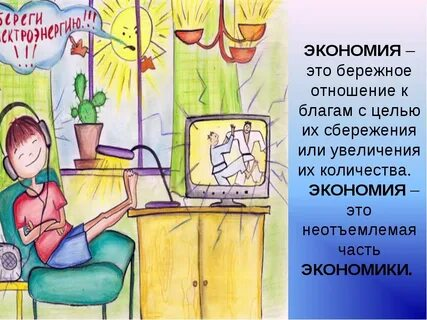 БЕРЕГИ
ЭЛЕКТРОЭНЕРГИЮ!!!
!!!
ЭКОНОМИЯ –
это бережное
отношение к
благам с целью
их сбережения
или увеличения
их количества.
ЭКОНОМИЯ –
это
неотъемлемая
часть
ЭКОНОМИКИ.